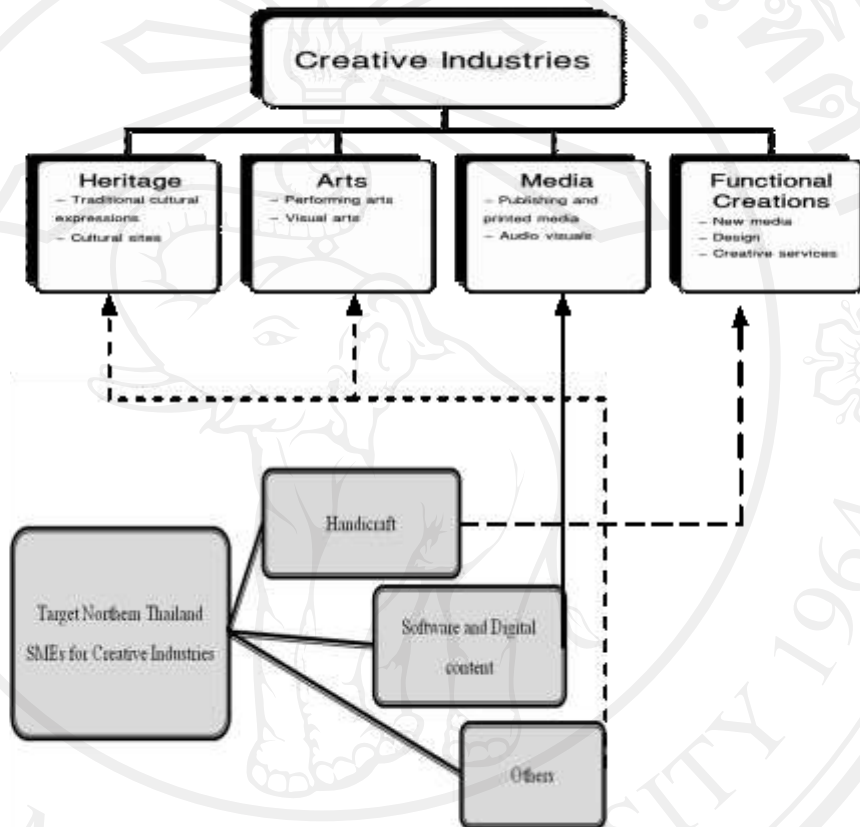 Creative Industries
Heritage
– Traditional cultural
expressions
– Cultural sites
Arts
– Performing arts
– Visual arts
Media
– Publishing and
printed media
– Audio visuals
Functional
Creations
– New media
– Design
– Creative services
Handicraft
Target Northern Thailand
SMEs for Creative Industries
Software and Digital
content
Others
1964